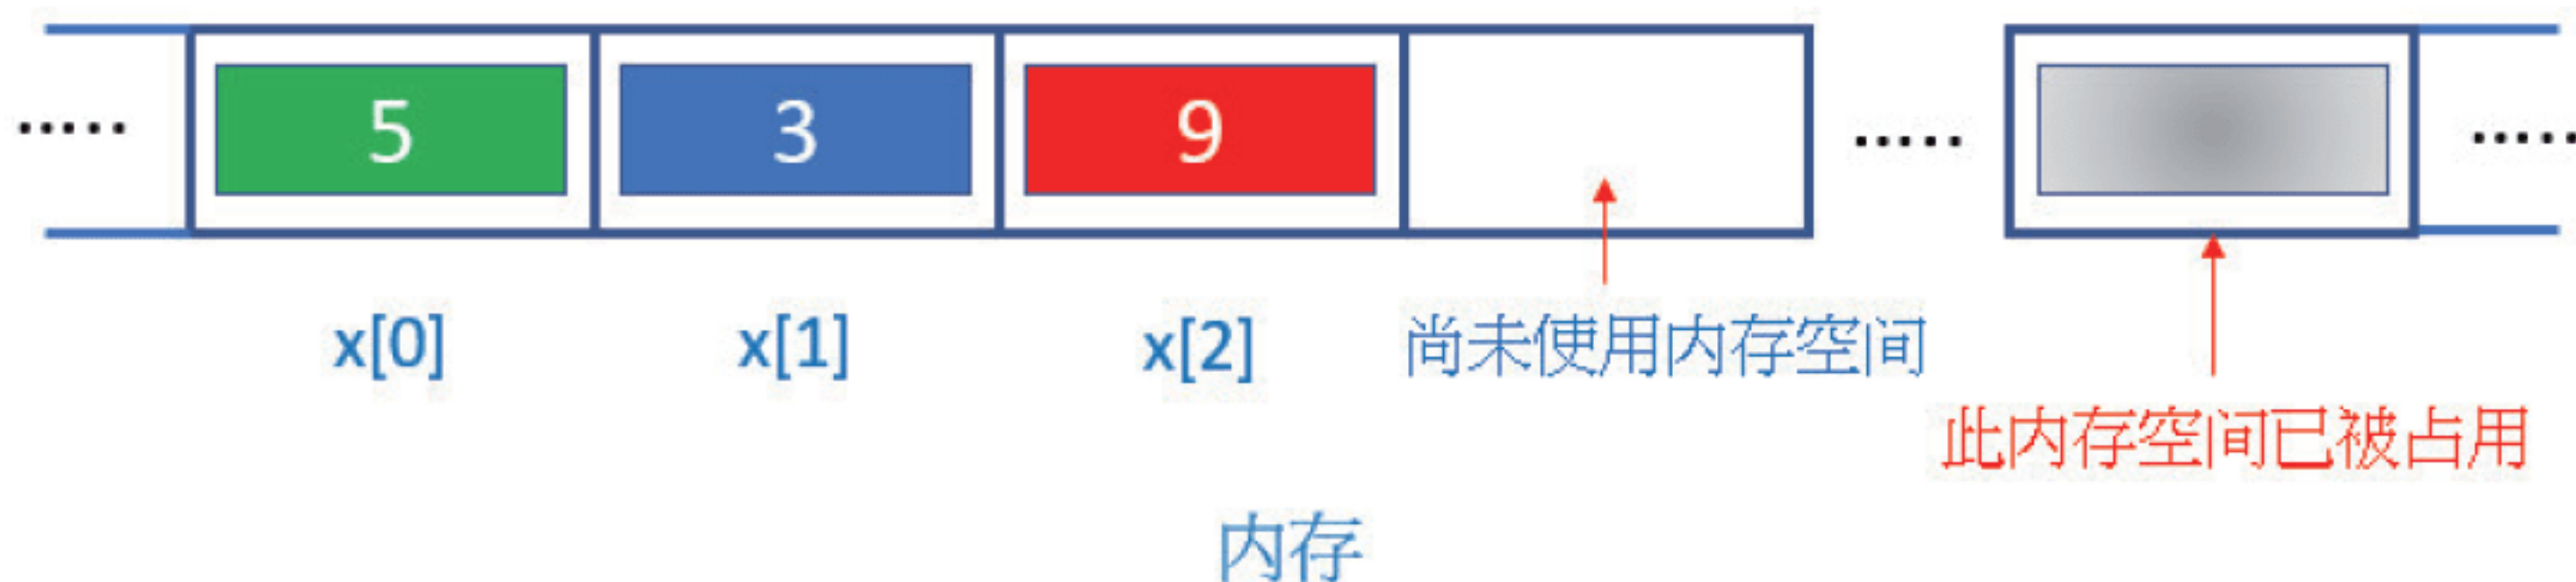 ..... 5 3 9 ..... .....
x[0] x[1] x[2] 尚未使用内存空间
此内存空间已被占用
内存